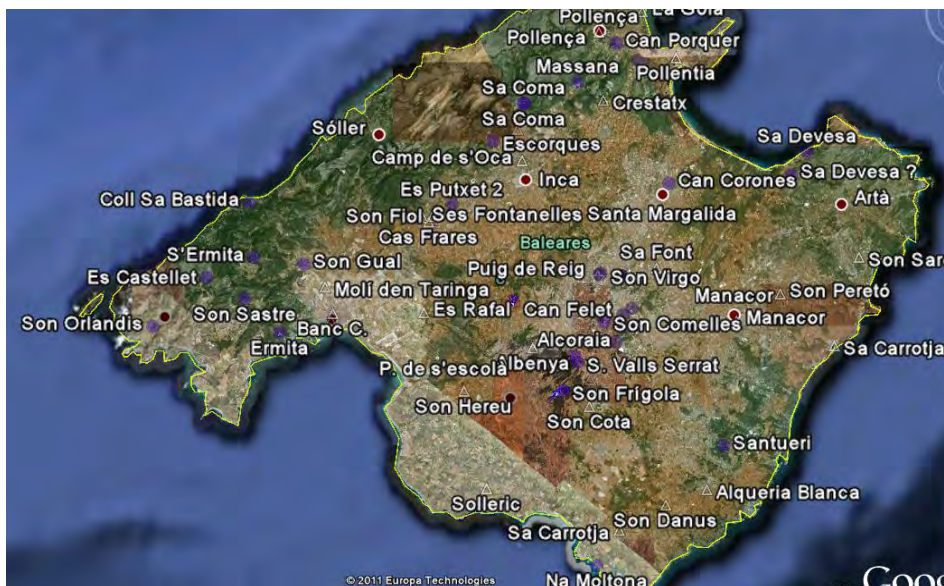 La Gola
Pollença
Pollença
Can Porquer
Massana
Pollentia
Sa Coma
Crestatx
Sa Coma
Sóller
Sa Devesa
Escorques
Camp de s'Oca
Sa Devesa ?
Inca
Can Corones
Es Putxet 2
Coll Sa Bastida
Artà
Son Fiol
Ses Fontanelles
Santa Margalida
Cas Frares
Baleares
S'Ermita
Sa Font
Son Sard
Son Gual
Puig de Reig
Son Virgo
Es Castellet
Molí den Taringa
Manacor
Son Peretó
Son Sastre
Es Rafal
Can Felet
Son Orlandis
Banc C.
Son Comelles
Manacor
Ermita
Alcoraia
Sa Carrotja
P. de s'escolà
Albenya
S. Valls Serrat
Son Hereu
Son Frígola
Son Cota
Santueri
Solleric
Alqueria Blanca
Son Danus
Sa Carrotja
© 2011 Europa Technologies
Na Moltona
Goo